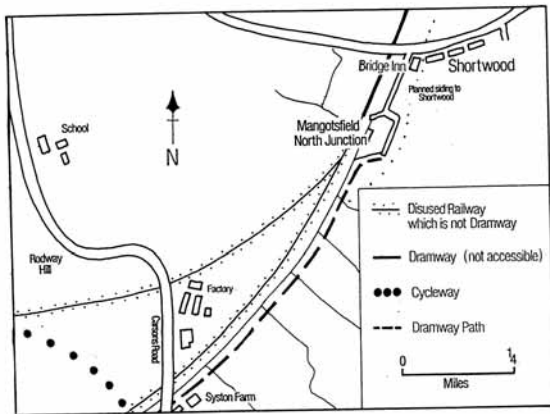 Bridge Inn
Shortwood
Planned siding to
Shortwood
School
Mangotsfield
North Junction
N
Rodway
Hill
Factory
Carsons Road
Syston Farm
Disused Railway
which is not Dramway
Dramway (not accessible)
Cycleway
Dramway Path
0 1/4
Miles